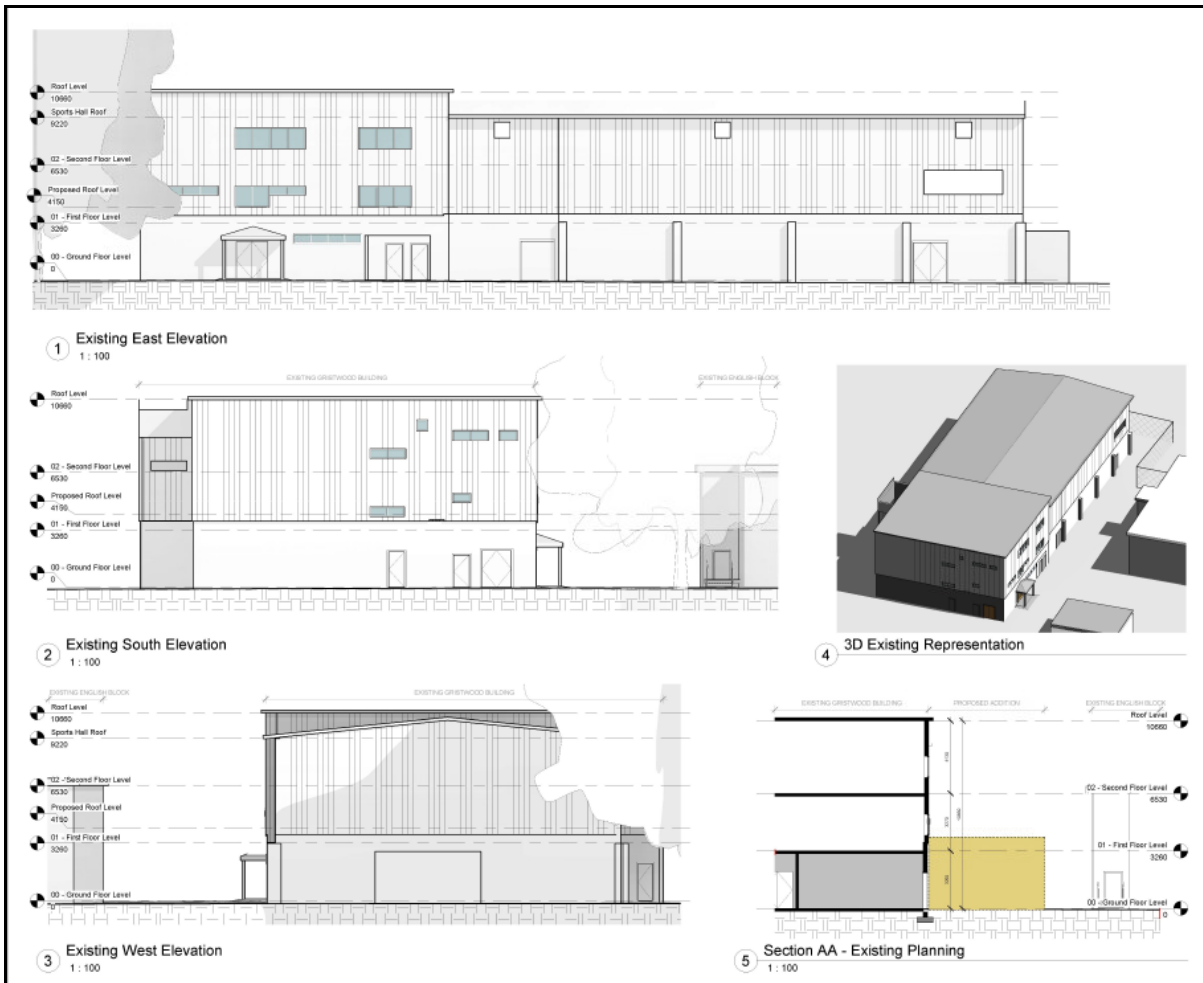 Roof Level
10660
Sports Hall Roof
9220
02 - Second Floor Level
6530
Proposed Roof Level
4150
01 - First Floor Level
3260
00 - Ground Floor Level
0
1 Existing East Elevation
1 : 100
EXISTING GRISTWOOD BUILDING
EXISTING ENGLISH BLOCK
Roof Level
10660
02 - Second Floor Level
6530
Proposed Roof Level
4150
01 - First Floor Level
3260
00 - Ground Floor Level
0
2 Existing South Elevation
1 : 100
4 3D Existing Representation
EXISTING ENGLISH BLOCK
EXISTING GRISTWOOD BUILDING
Roof Level
10660
Sports Hall Roof
9220
02 - Second Floor Level
6530
Proposed Roof Level
4150
01 - First Floor Level
3260
00 - Ground Floor Level
0
3 Existing West Elevation
1 : 100
EXISTING GRISTWOOD BUILDING
PROPOSED ADDITION
EXISTING ENGLISH BLOCK
Roof Level
10660
02 - Second Floor Level
6530
01 - First Floor Level
3260
00 - Ground Floor Level
0
5 Section AA - Existing Planning
1 : 100